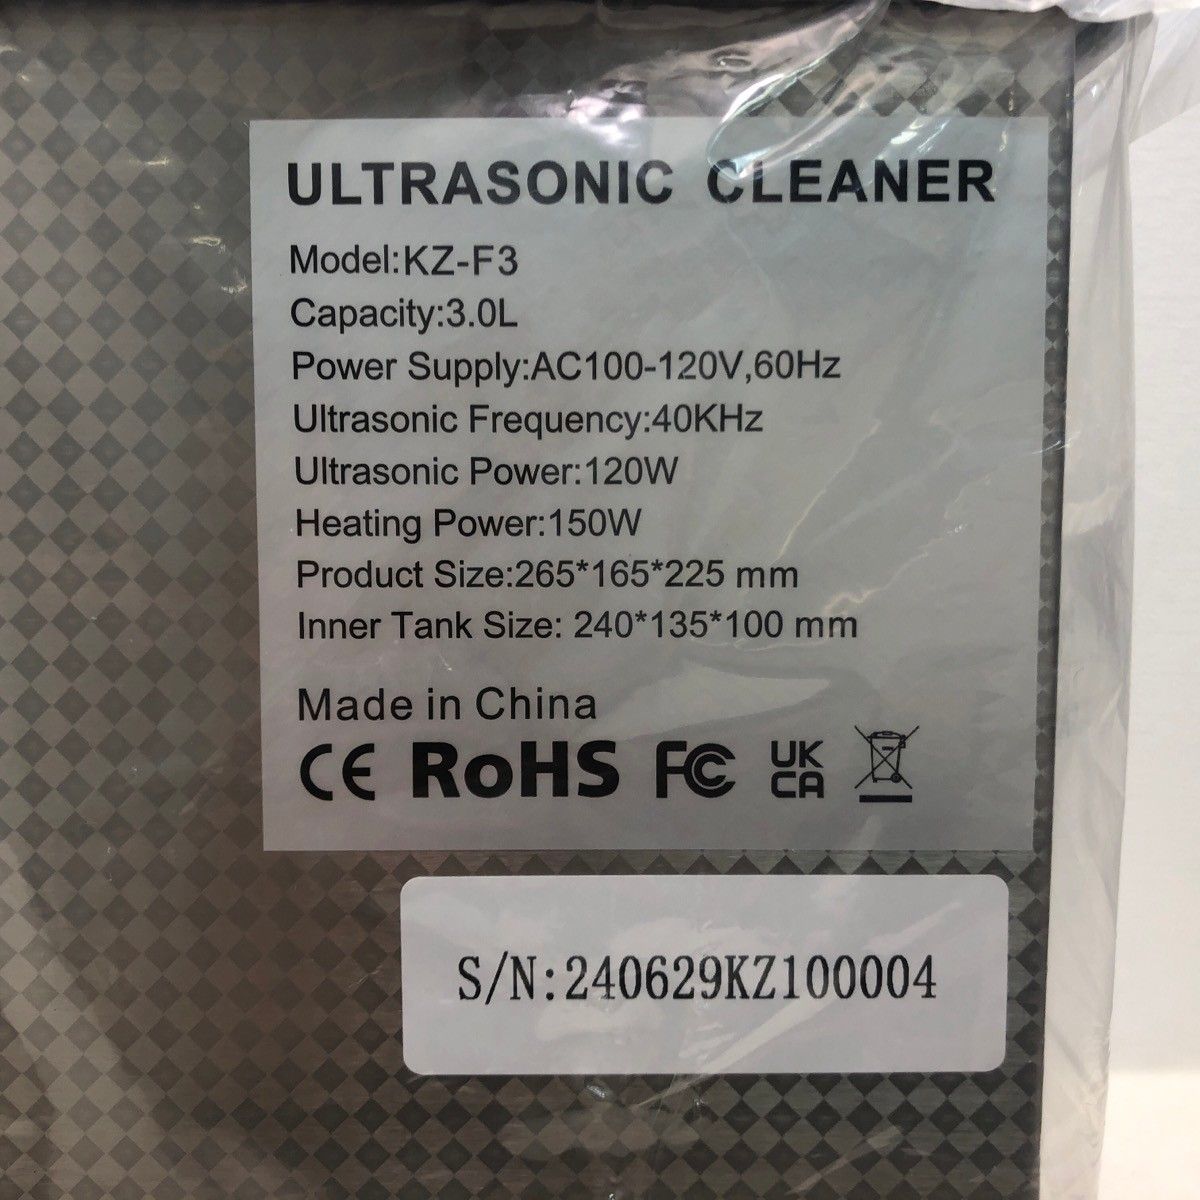 ULTRASONIC CLEANER
Model:KZ-F3
Capacity:3.0L
Power Supply:AC100-120V,60Hz
Ultrasonic Frequency:40KHz
Ultrasonic Power:120W
Heating Power:150W
Product Size:265*165*225 mm
Inner Tank Size: 240*135*100 mm
Made in China
CE RoHS FC UK CA
S/N:240629KZ100004